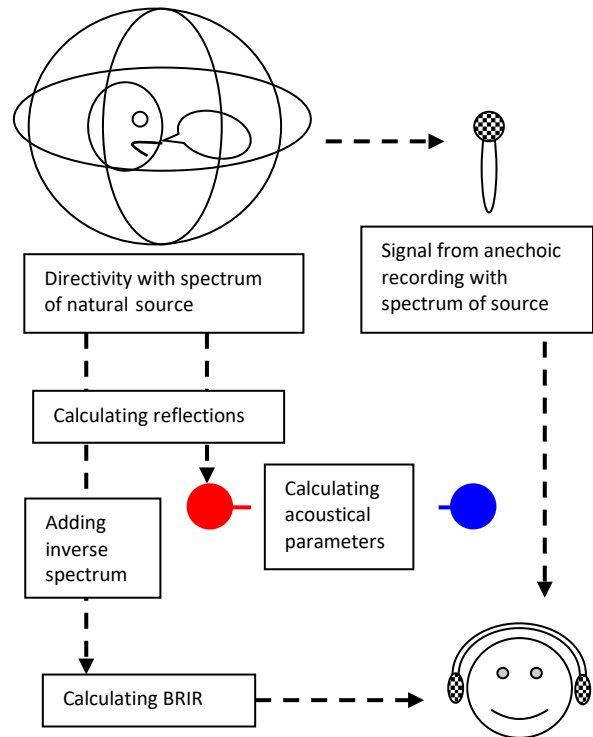 Directivity with spectrum
of natural source
Signal from anechoic
recording with
spectrum of source
Calculating reflections
Calculating
acoustical
parameters
Adding
inverse
spectrum
Calculating BRIR